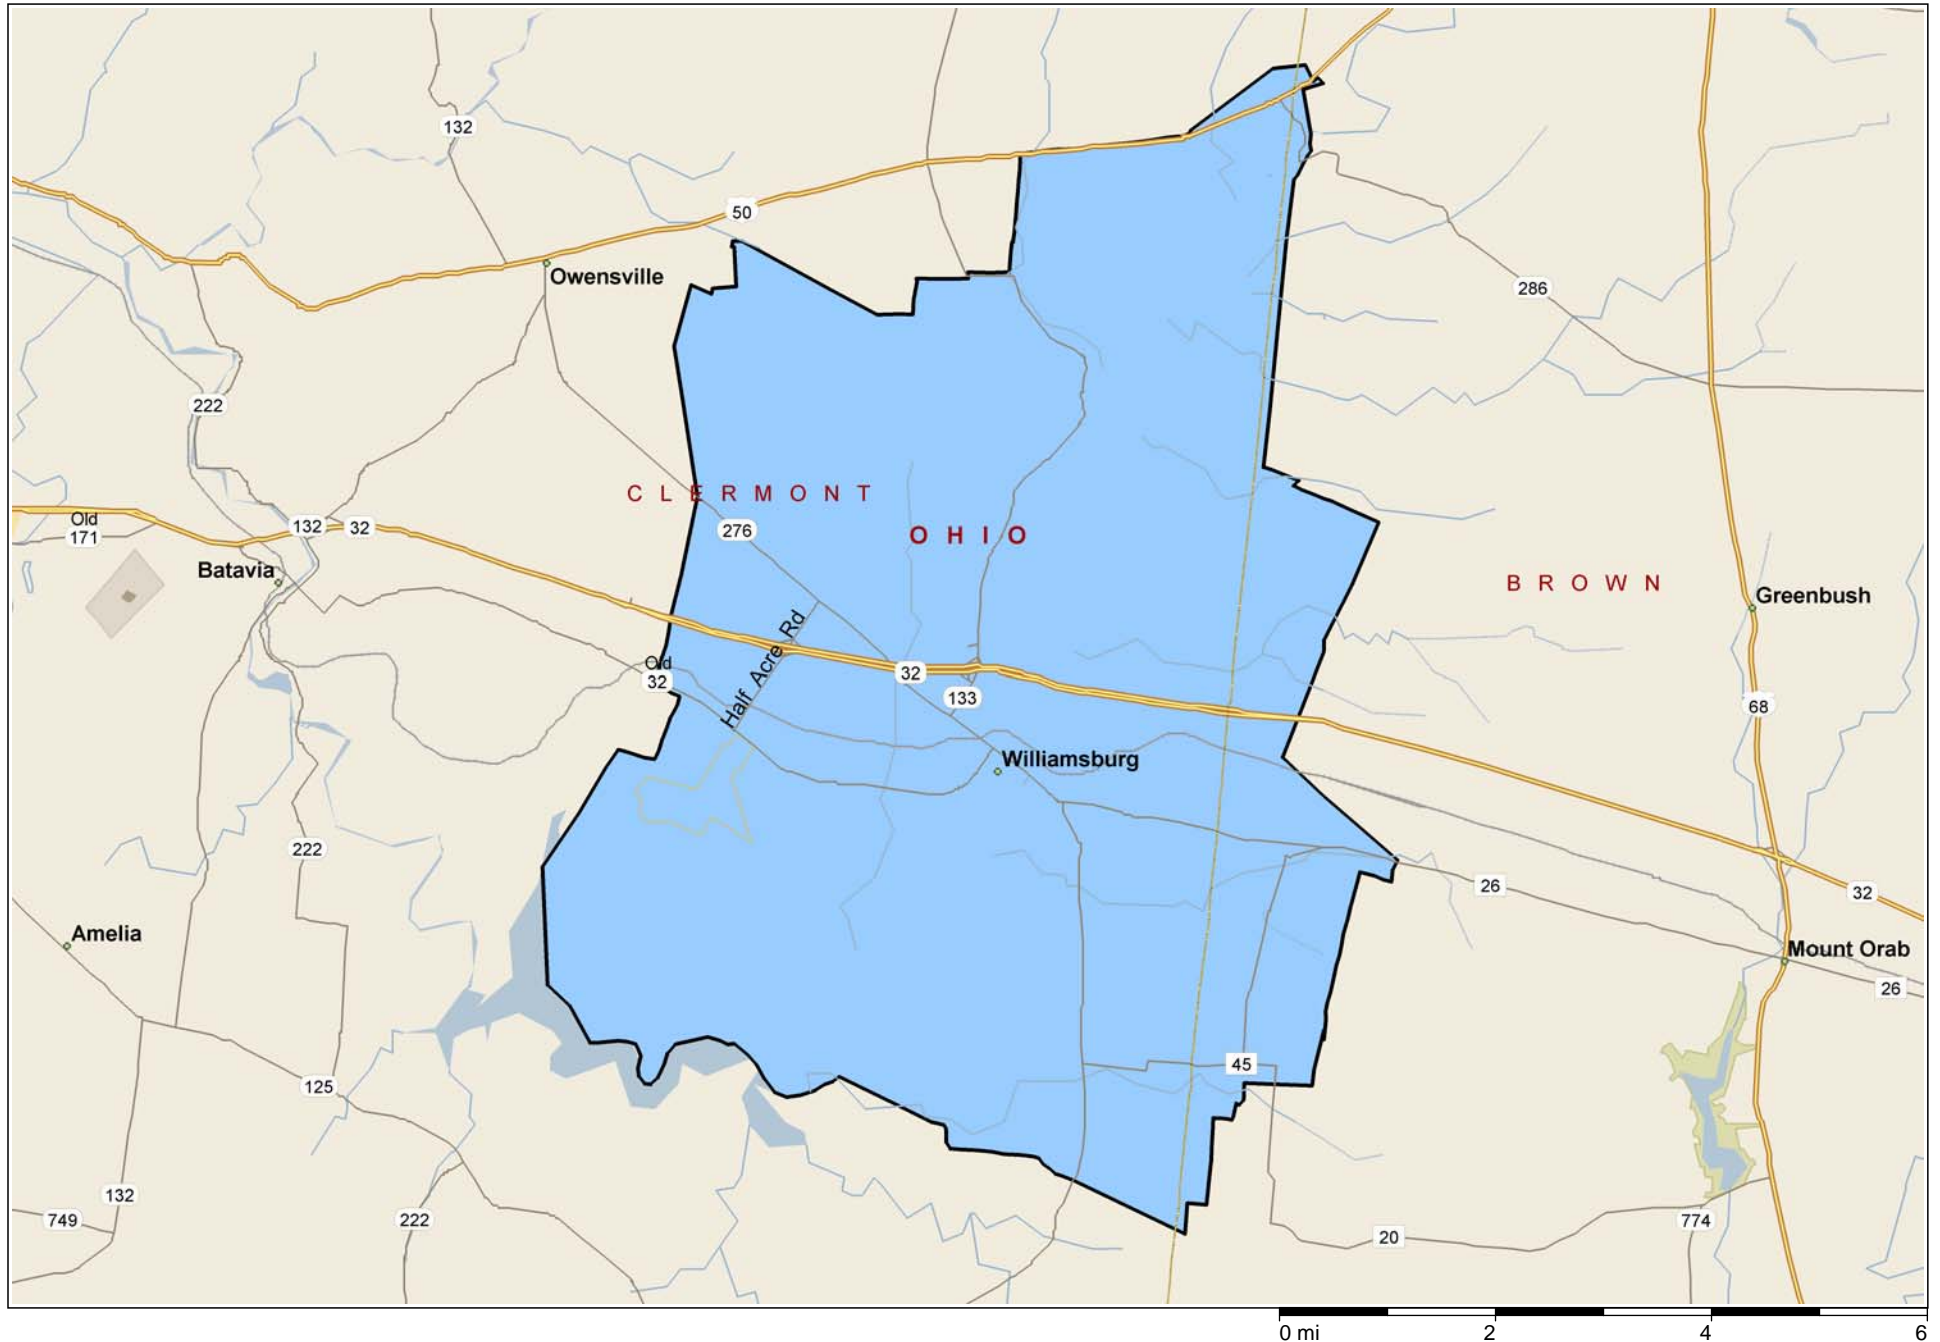 132
50
Owensville
286
222
CLERMONT
276
OHIO
Old
171
132
32
Batavia
BROWN
Greenbush
Half Acre Rd
Old
32
32
133
68
Williamsburg
222
26
32
Amelia
Mount Orab
26
45
125
132
749
222
774
20
0 mi
2
4
6